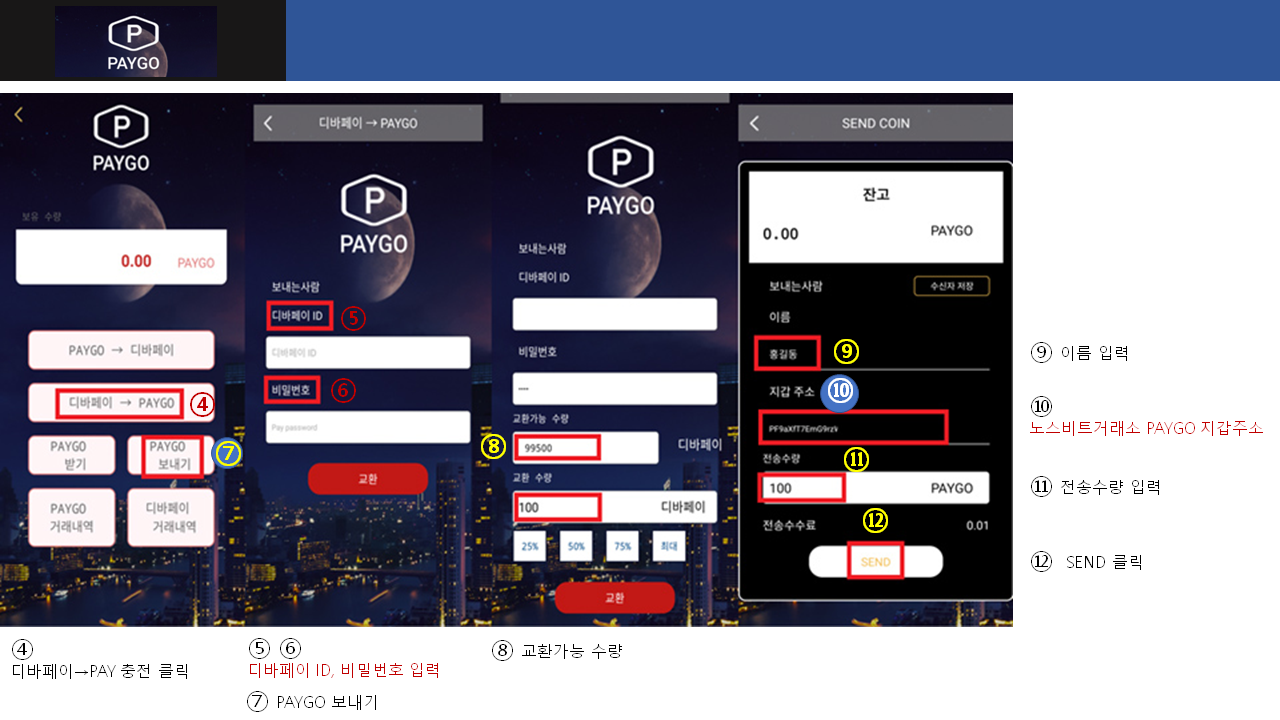 P
PAYGO
P
PAYGO
보유 수량
0.00 PAYGO
PAYGO → 디바페이
디바페이 → PAYGO ④
PAYGO
받기
PAYGO
보내기
⑦
PAYGO
거래내역
디바페이
거래내역
디바페이 → PAYGO
P
PAYGO
보내는사람
디바페이 ID ⑤
디바페이 ID
비밀번호 ⑥
Pay password
교환
P
PAYGO
보내는사람
디바페이 ID
비밀번호
····
교환가능 수량
⑧ 99500 디바페이
교환 수량
100 디바페이
25% 50% 75% 최대
교환
SEND COIN
잔고
0.00 PAYGO
보내는사람 수신자 저장
이름
홍길동 ⑨
지갑 주소 ⑩
PF9aXfT7EmG9rzk
전송수량 ⑪
100 PAYGO
⑫
전송수수료 0.01
SEND
⑨ 이름 입력
⑩
노스비트거래소 PAYGO 지갑주소
⑪ 전송수량 입력
⑫ SEND 클릭
④
디바페이→PAY 충전 클릭
⑤ ⑥
디바페이 ID, 비밀번호 입력
⑦ PAYGO 보내기
⑧ 교환가능 수량